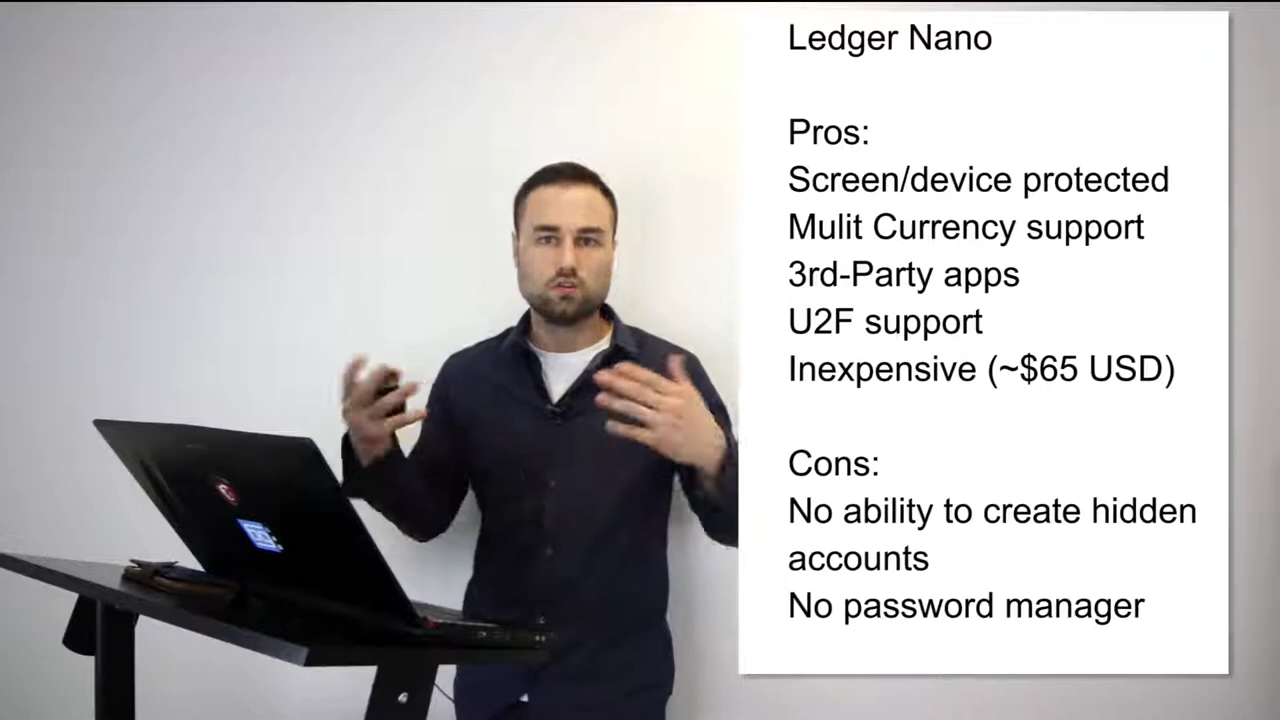 Ledger Nano
Pros:
Screen/device protected
Mulit Currency support
3rd-Party apps
U2F support
Inexpensive (~$65 USD)
Cons:
No ability to create hidden
accounts
No password manager